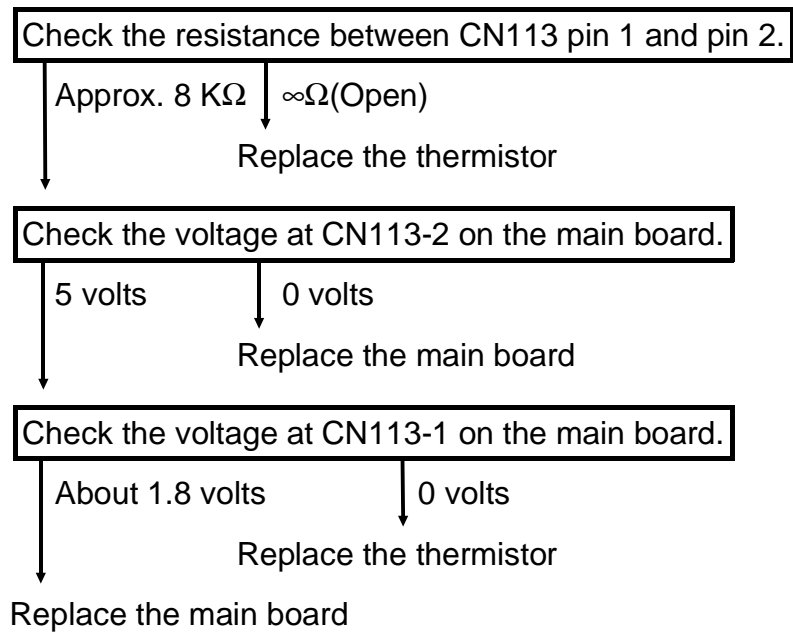 Check the resistance between CN113 pin 1 and pin 2.
Approx. 8 KΩ ∞Ω(Open)
Replace the thermistor
Check the voltage at CN113-2 on the main board.
5 volts 0 volts
Replace the main board
Check the voltage at CN113-1 on the main board.
About 1.8 volts 0 volts
Replace the thermistor
Replace the main board